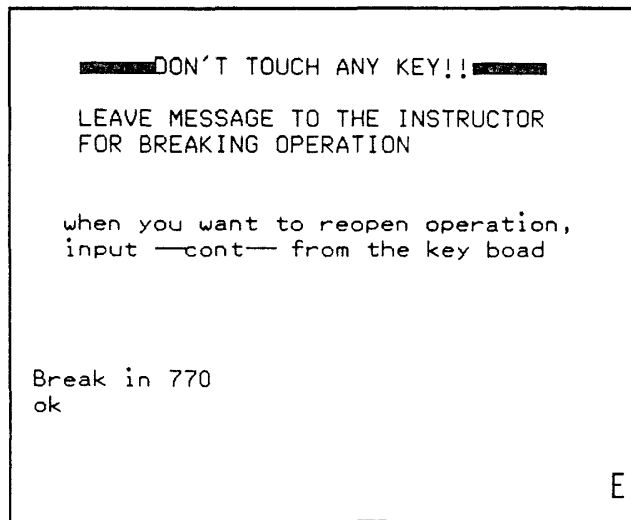 DON'T TOUCH ANY KEY!!
LEAVE MESSAGE TO THE INSTRUCTOR
FOR BREAKING OPERATION
when you want to reopen operation,
input —cont— from the key boad
Break in 770
ok
E